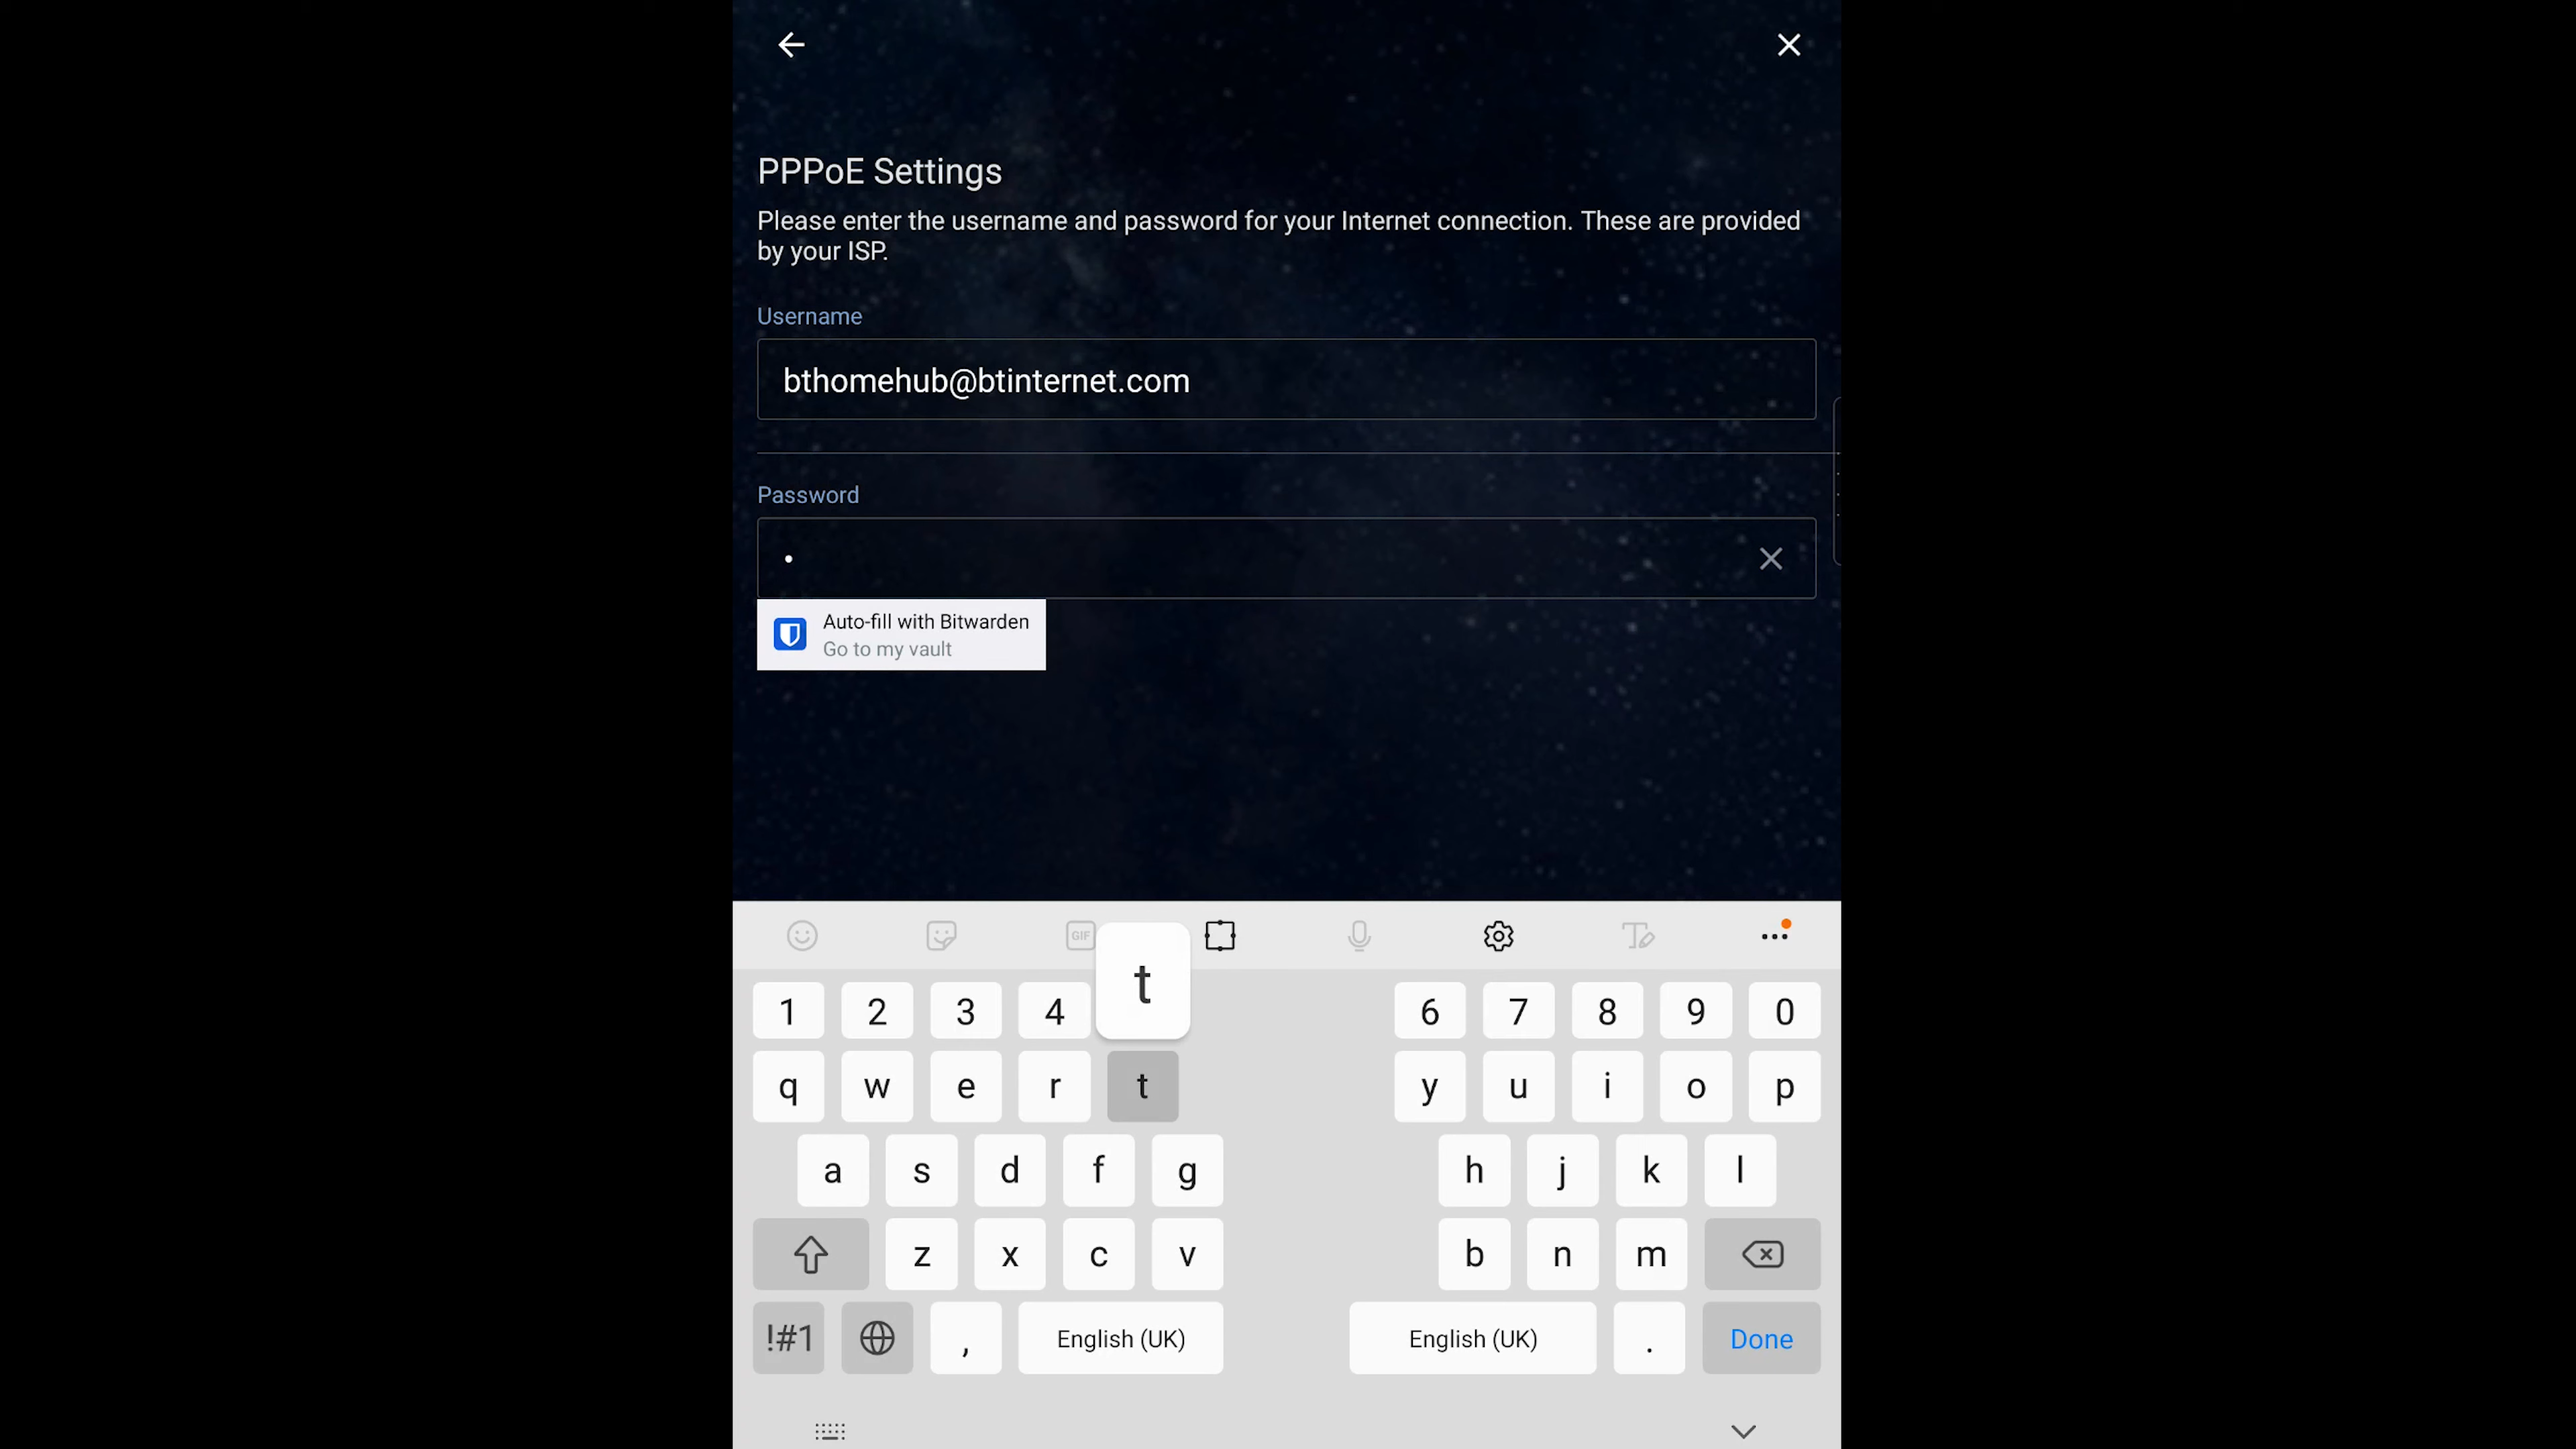 PPPoE Settings
Please enter the username and password for your Internet connection. These are provided
by your ISP.
Username
bthomehub@btinternet.com
Password
•
Auto-fill with Bitwarden
Go to my vault
GIF
t
1 2 3 4 6 7 8 9 0
q w e r t y u i o p
a s d f g h j k l
z x c v b n m
!#1 , English (UK) English (UK) . Done